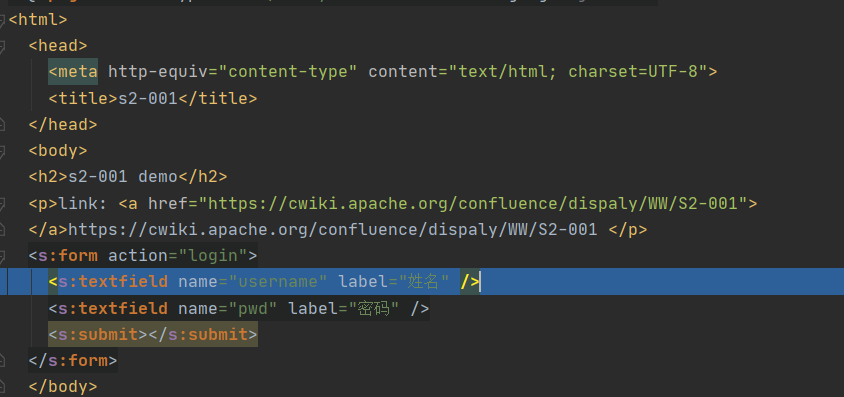 <html>
<head>
<meta http-equiv="content-type" content="text/html; charset=UTF-8">
<title>s2-001</title>
</head>
<body>
<h2>s2-001 demo</h2>
<p>link: <a href="https://cwiki.apache.org/confluence/dispaly/WW/S2-001">
</a>https://cwiki.apache.org/confluence/dispaly/WW/S2-001 </p>
<s:form action="login">
<s:textfield name="username" label="姓名" />
<s:textfield name="pwd" label="密码" />
<s:submit></s:submit>
</s:form>
</body>